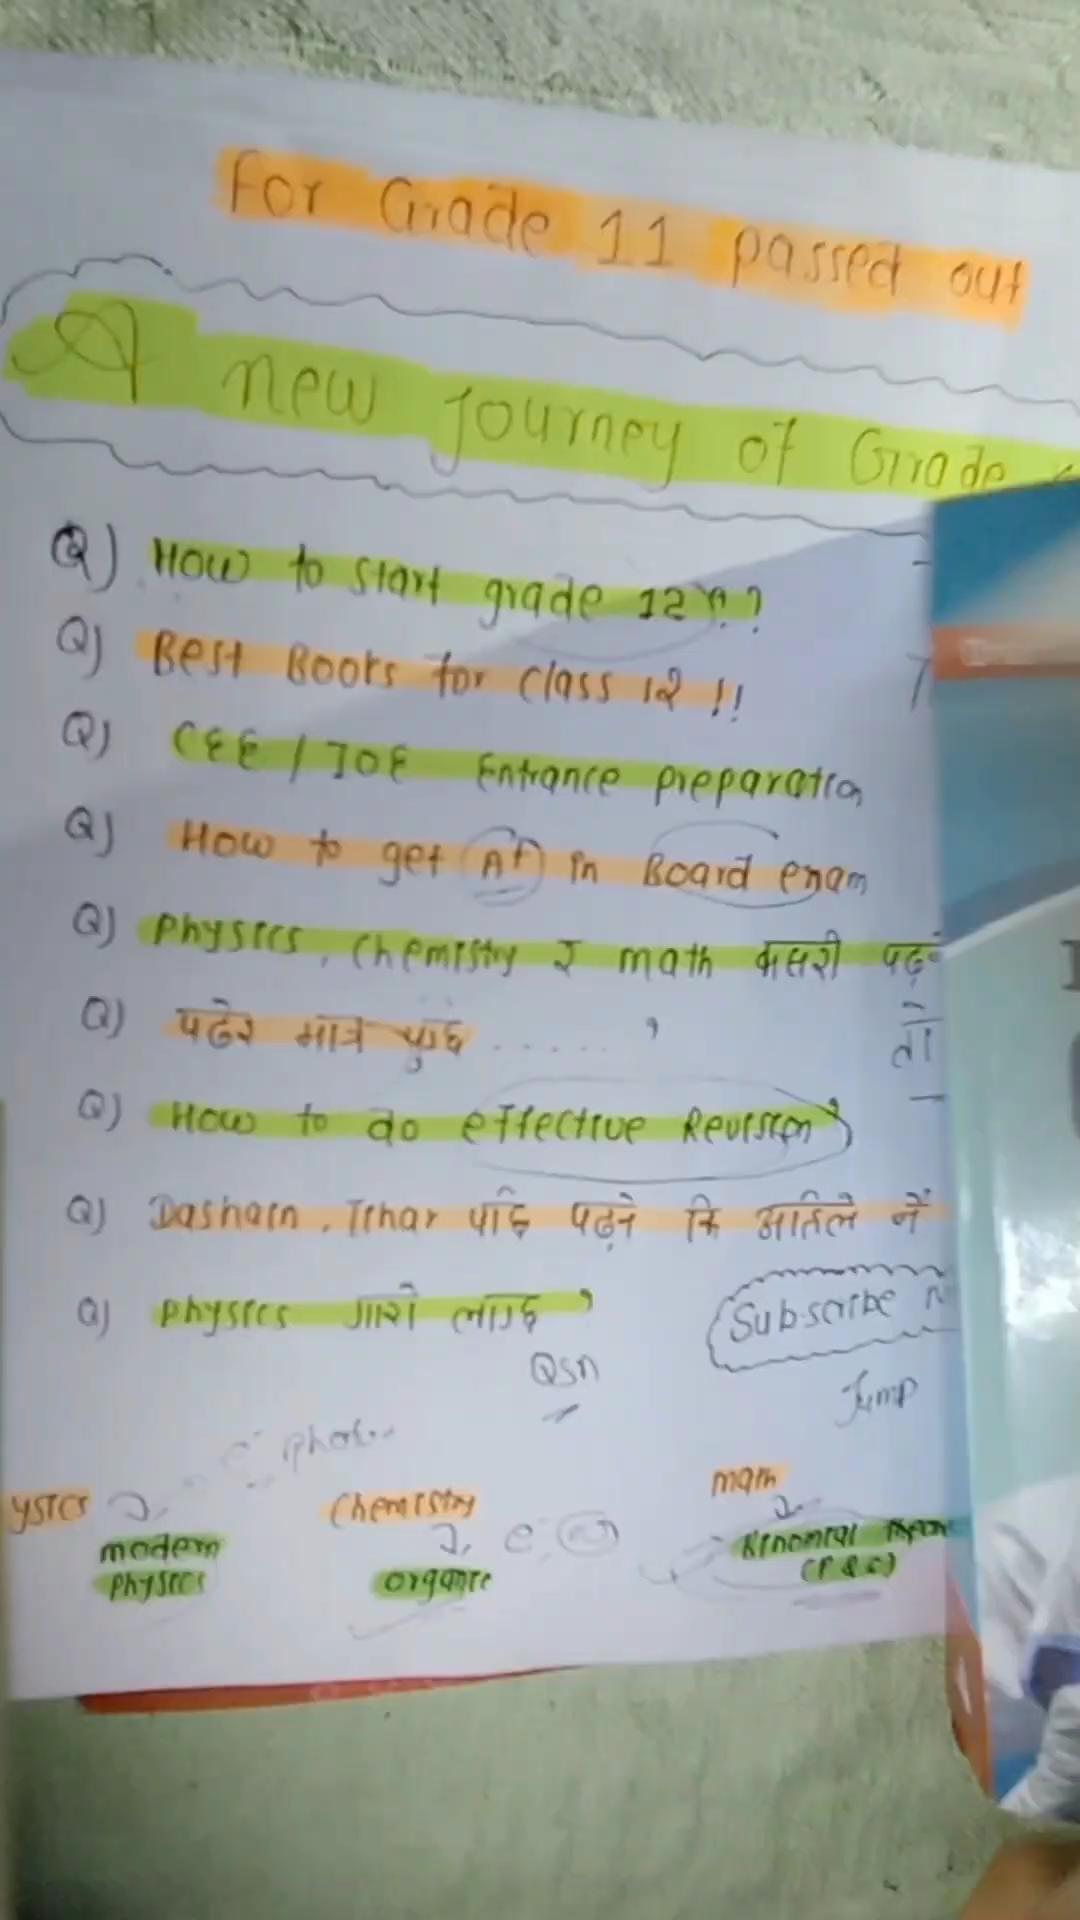 For Grade 11 passed out
A new journey of Grade
Q) How to start grade 12 ??
Q) Best Books for class 12 !!
Q) CEE / IOE Entrance preparation
Q) How to get A+ in Board exam
Q) Physics, Chemistry र math कसरी पढ्ने
Q) पढेर मात्र पुग्छ ...... ?
Q) How to do effective Revision?
Q) Dashain, Tihar पछि पढ्ने कि अहिले नै
Q) Physics गारो लाग्छ ?
Subscribe
Qsn
Jump
ysics
Chemistry
math
modern
physics
organic
Binomial
(P & C)